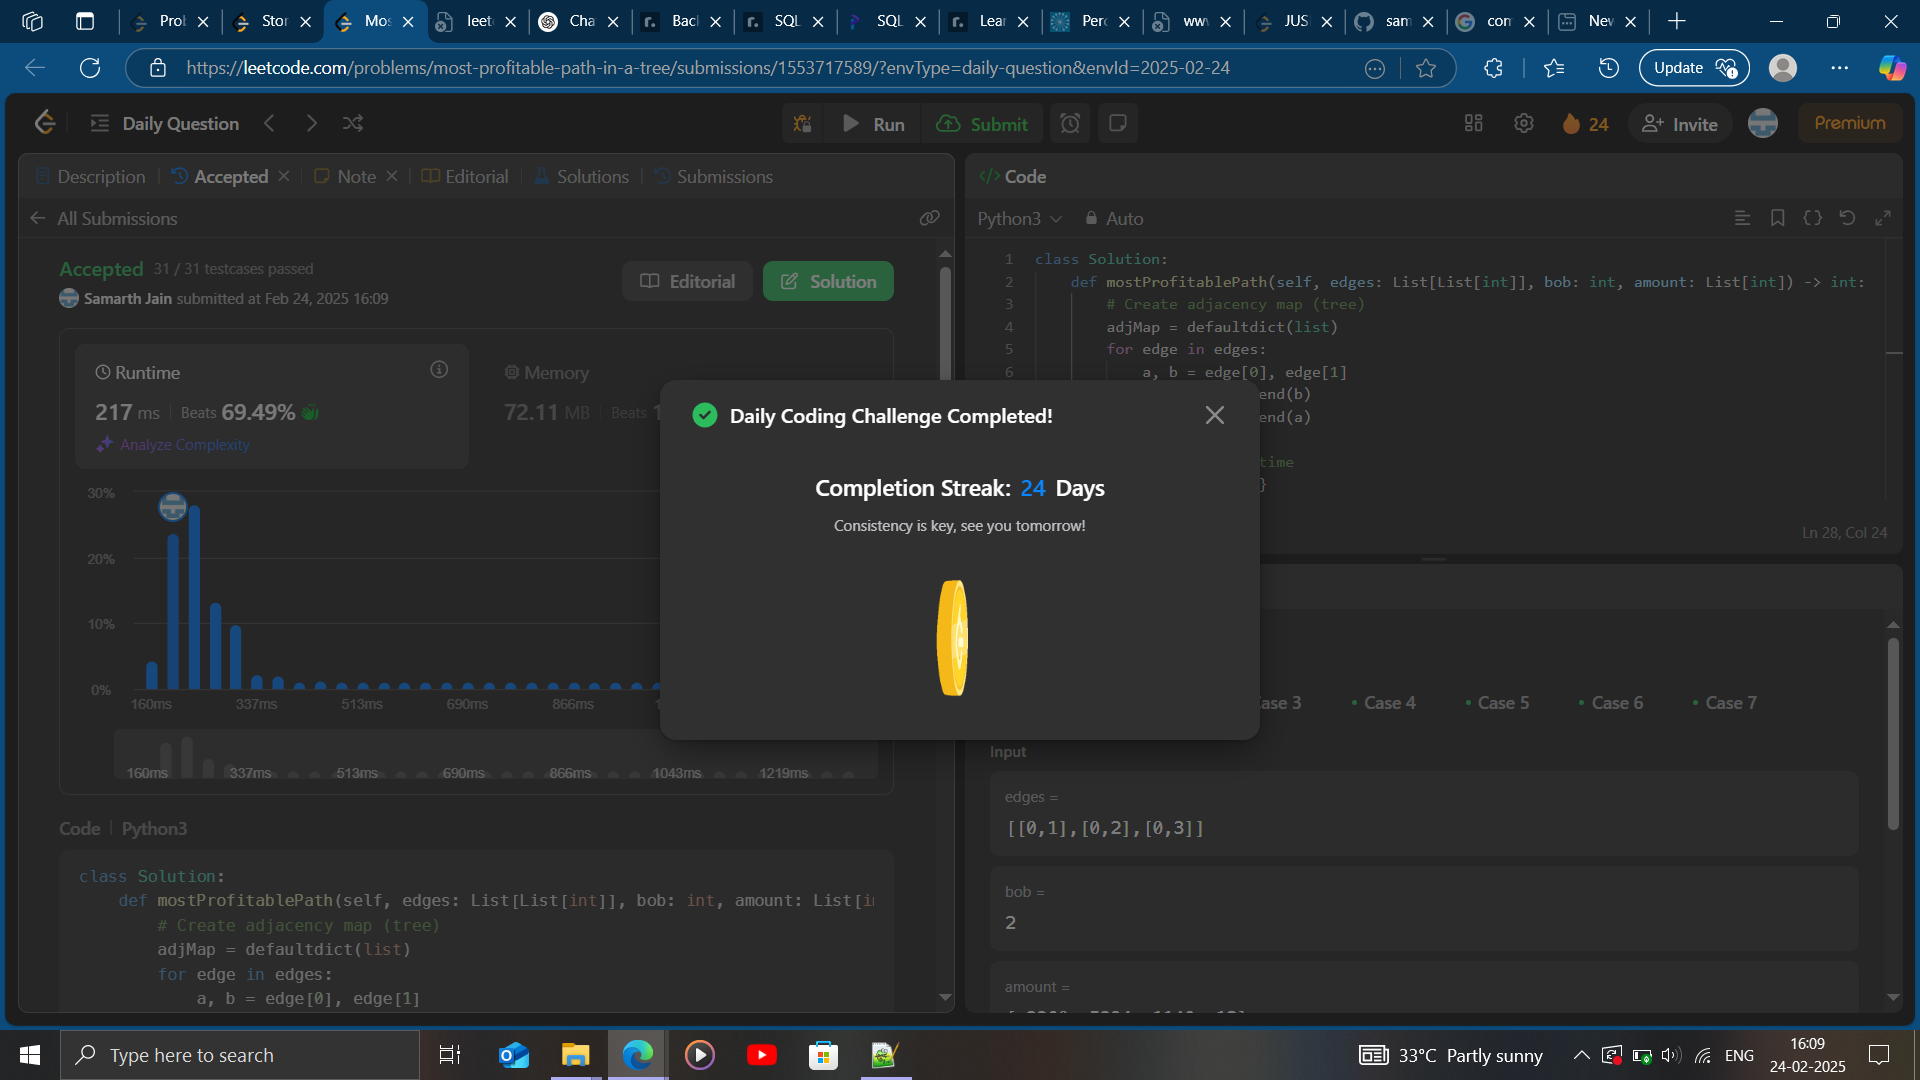 Prob
Stor
Mos
leetc
Cha
Back
SQL
SQL
Lear
Perc
www
JUS
sam
com
New
https://leetcode.com/problems/most-profitable-path-in-a-tree/submissions/1553717589/?envType=daily-question&envId=2025-02-24
Update
Daily Question
Run
Submit
24
Invite
Premium
Description
Accepted
Note
Editorial
Solutions
Submissions
All Submissions
Accepted 31 / 31 testcases passed
Samarth Jain submitted at Feb 24, 2025 16:09
Editorial
Solution
Runtime
217 ms Beats 69.49%
Analyze Complexity
Memory
72.11 MB Beats 1
30%
20%
10%
0%
160ms 337ms 513ms 690ms 866ms 1
160ms 337ms 513ms 690ms 866ms 1043ms 1219ms
Code Python3
class Solution:
def mostProfitablePath(self, edges: List[List[int]], bob: int, amount: List[in
# Create adjacency map (tree)
adjMap = defaultdict(list)
for edge in edges:
a, b = edge[0], edge[1]
Daily Coding Challenge Completed!
Completion Streak: 24 Days
Consistency is key, see you tomorrow!
</> Code
Python3 Auto
1 class Solution:
2 def mostProfitablePath(self, edges: List[List[int]], bob: int, amount: List[int]) -> int:
3 # Create adjacency map (tree)
4 adjMap = defaultdict(list)
5 for edge in edges:
6 a, b = edge[0], edge[1]
end(b)
end(a)
time
}
Ln 28, Col 24
ase 3
Case 4
Case 5
Case 6
Case 7
Input
edges =
[[0,1],[0,2],[0,3]]
bob =
2
amount =
Type here to search
33°C Partly sunny
ENG
16:09
24-02-2025